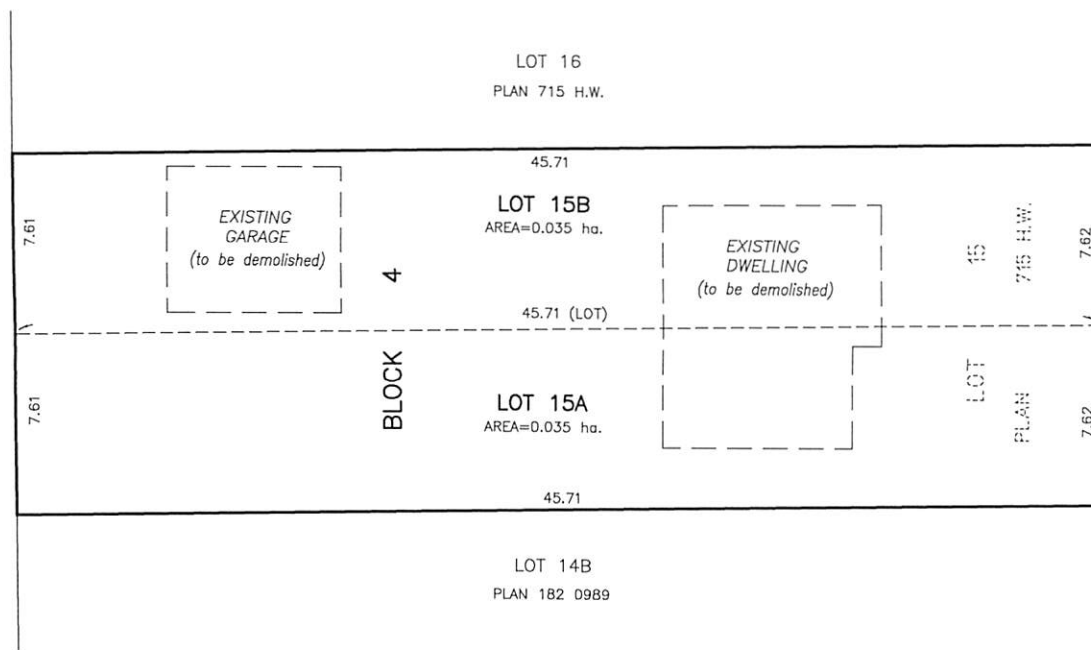 LOT 16
PLAN 715 H.W.
45.71
7.61
EXISTING
GARAGE
(to be demolished)
LOT 15B
AREA=0.035 ha.
EXISTING
DWELLING
(to be demolished)
7.62
45.71 (LOT)
BLOCK 4
LOT 15
PLAN 715 H.W.
7.61
LOT 15A
AREA=0.035 ha.
7.62
45.71
LOT 14B
PLAN 182 0989